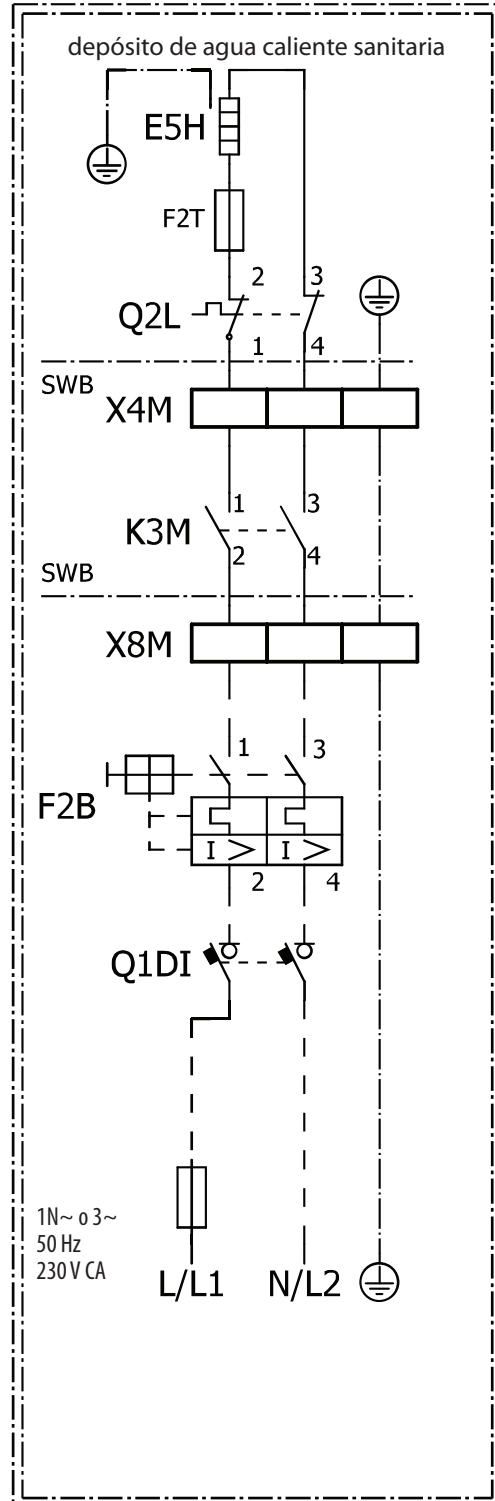 depósito de agua caliente sanitaria
E5H
F2T
2 3
Q2L
1 4
SWB
X4M
1 3
K3M
2 4
SWB
X8M
1 3
F2B
I > I >
2 4
Q1DI
1N~ o 3~
50 Hz
230 V CA
L/L1 N/L2